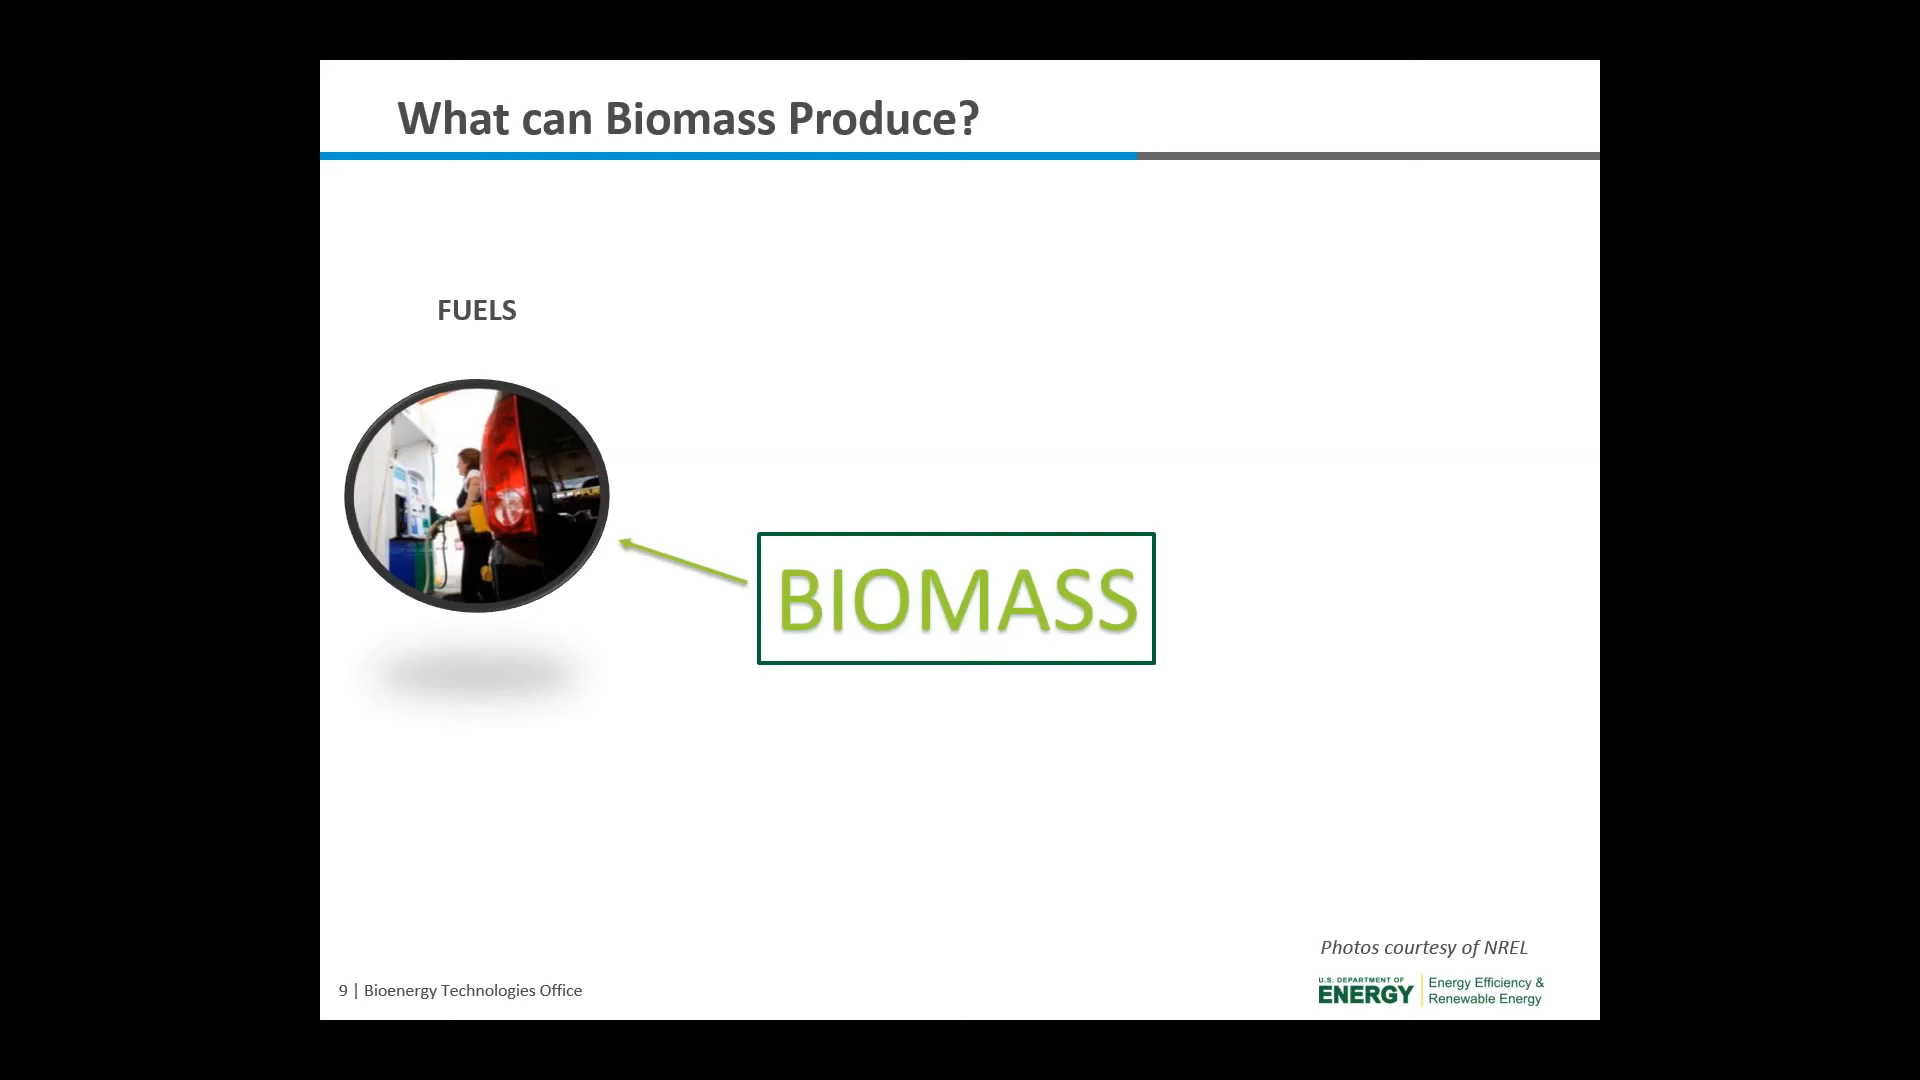 What can Biomass Produce?
FUELS
BIOMASS
Photos courtesy of NREL
9 | Bioenergy Technologies Office
U.S. DEPARTMENT OF
ENERGY
Energy Efficiency &
Renewable Energy